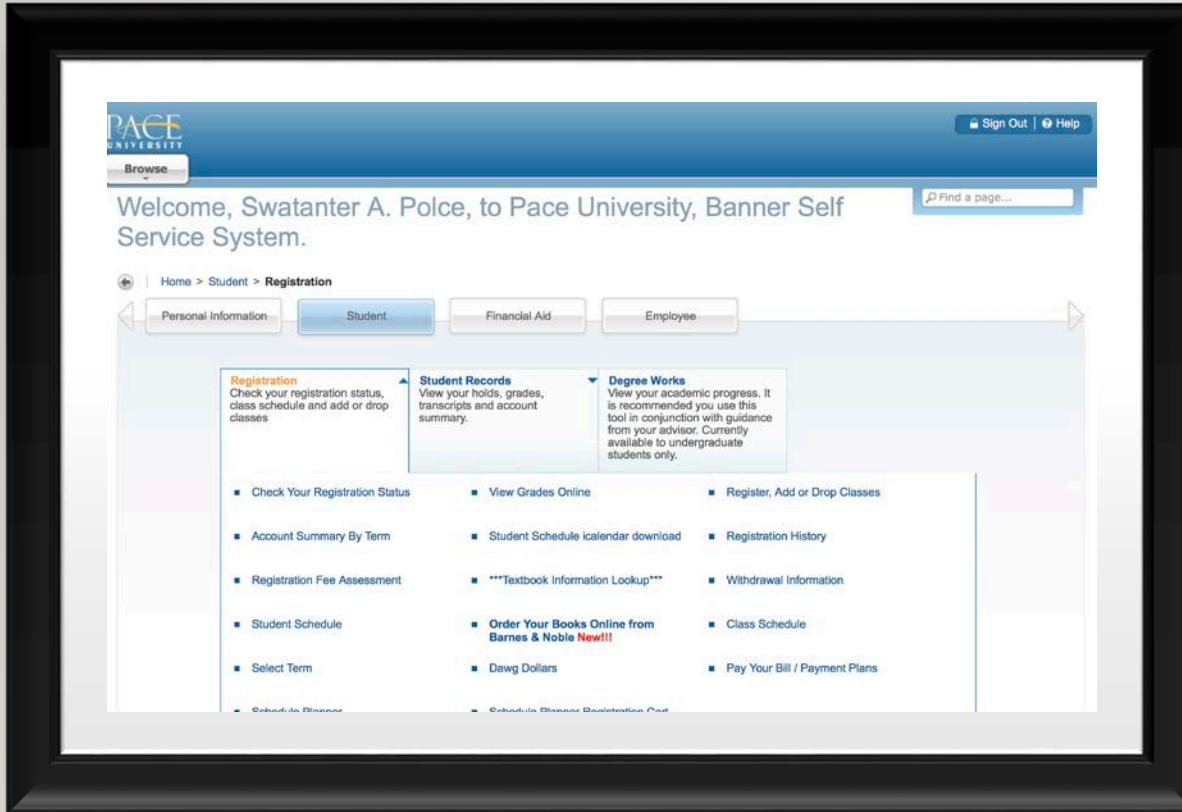 PACE
UNIVERSITY
Sign Out | Help
Browse
Welcome, Swatanter A. Polce, to Pace University, Banner Self
Service System.
Find a page...
Home > Student > Registration
Personal Information
Student
Financial Aid
Employee
Registration
Check your registration status,
class schedule and add or drop
classes
Student Records
View your holds, grades,
transcripts and account
summary.
Degree Works
View your academic progress. It
is recommended you use this
tool in conjunction with guidance
from your advisor. Currently
available to undergraduate
students only.
Check Your Registration Status
View Grades Online
Register, Add or Drop Classes
Account Summary By Term
Student Schedule icalendar download
Registration History
Registration Fee Assessment
***Textbook Information Lookup***
Withdrawal Information
Student Schedule
Order Your Books Online from
Barnes & Noble New!!!
Class Schedule
Select Term
Dawg Dollars
Pay Your Bill / Payment Plans
Schedule Planner
Schedule Planner Registration Cart